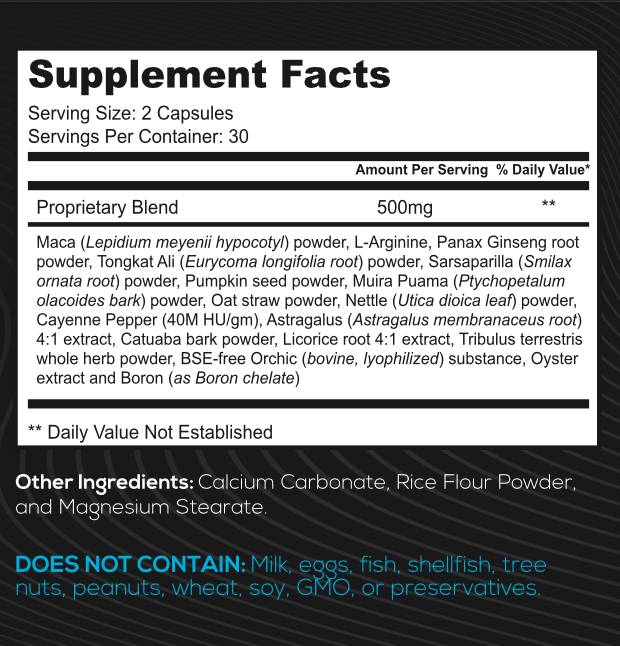 Supplement Facts
Serving Size: 2 Capsules
Servings Per Container: 30
Amount Per Serving % Daily Value*
Proprietary Blend 500mg **
Maca (Lepidium meyenii hypocotyl) powder, L-Arginine, Panax Ginseng root
powder, Tongkat Ali (Eurycoma longifolia root) powder, Sarsaparilla (Smilax
ornata root) powder, Pumpkin seed powder, Muira Puama (Ptychopetalum
olacoides bark) powder, Oat straw powder, Nettle (Utica dioica leaf) powder,
Cayenne Pepper (40M HU/gm), Astragalus (Astragalus membranaceus root)
4:1 extract, Catuaba bark powder, Licorice root 4:1 extract, Tribulus terrestris
whole herb powder, BSE-free Orchic (bovine, lyophilized) substance, Oyster
extract and Boron (as Boron chelate)
** Daily Value Not Established
Other Ingredients: Calcium Carbonate, Rice Flour Powder,
and Magnesium Stearate.
DOES NOT CONTAIN: Milk, eggs, fish, shellfish, tree
nuts, peanuts, wheat, soy, GMO, or preservatives.